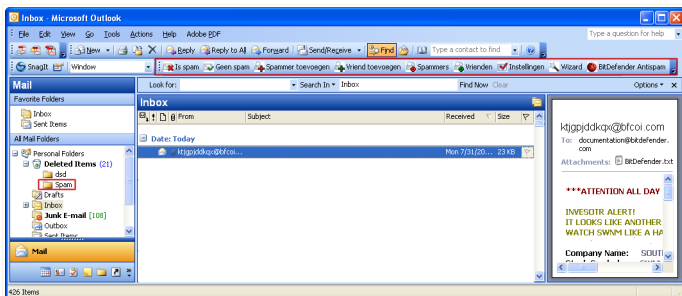 Inbox - Microsoft Outlook
File Edit View Go Tools Actions Help Adobe PDF Type a question for help
New Reply Reply to All Forward Send/Receive Find Type a contact to find
SnagIt Window Is spam Geen spam Spammer toevoegen Vriend toevoegen Spammers Vrienden Instellingen Wizard BitDefender Antispam
Mail Look for: Search In Inbox Find Now Clear Options
Favorite Folders
Inbox
Sent Items
All Mail Folders
Personal Folders
Deleted Items (21)
dsd
Spam
Drafts
Inbox
Junk E-mail [108]
Outbox
Sent Items
Mail
426 Items
Inbox
From Subject Received Size
Date: Today
ktjgpjddkqx@bfcoi... Mon 7/31/20... 23 KB
ktjgpjddkqx@bfcoi.com
To: documentation@bitdefender.
com
Attachments: BitDefender.txt
***ATTENTION ALL DAY
INVESOTR ALERT!
IT LOOKS LIKE ANOTHER
WATCH SWNM LIKE A HA
Company Name: SOUTH